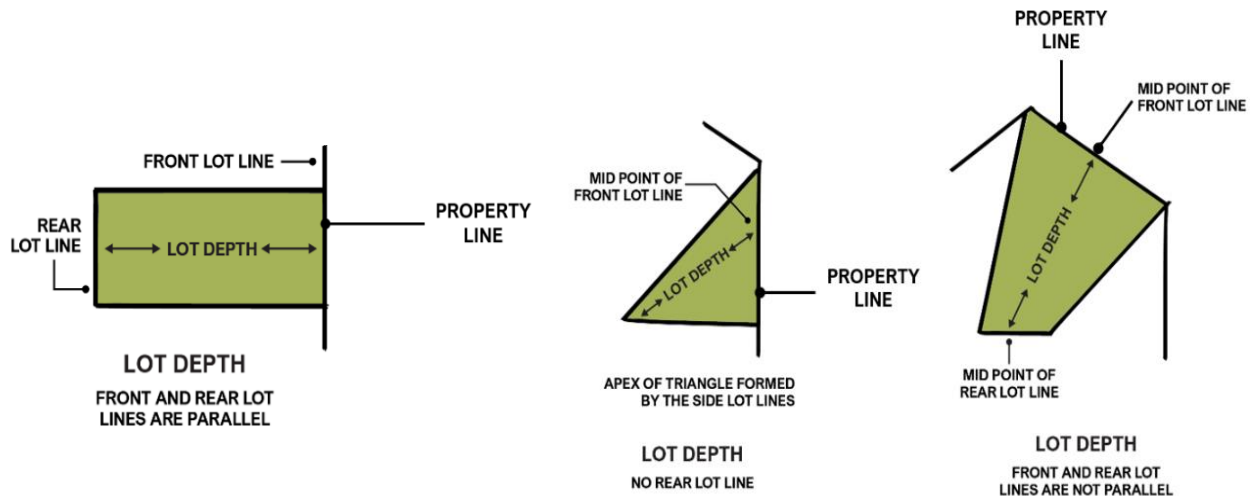 FRONT LOT LINE
REAR
LOT LINE
LOT DEPTH
PROPERTY
LINE
LOT DEPTH
FRONT AND REAR LOT
LINES ARE PARALLEL
MID POINT OF
FRONT LOT LINE
LOT DEPTH
PROPERTY
LINE
APEX OF TRIANGLE FORMED
BY THE SIDE LOT LINES
LOT DEPTH
NO REAR LOT LINE
PROPERTY
LINE
MID POINT OF
FRONT LOT LINE
LOT DEPTH
MID POINT OF
REAR LOT LINE
LOT DEPTH
FRONT AND REAR LOT
LINES ARE NOT PARALLEL